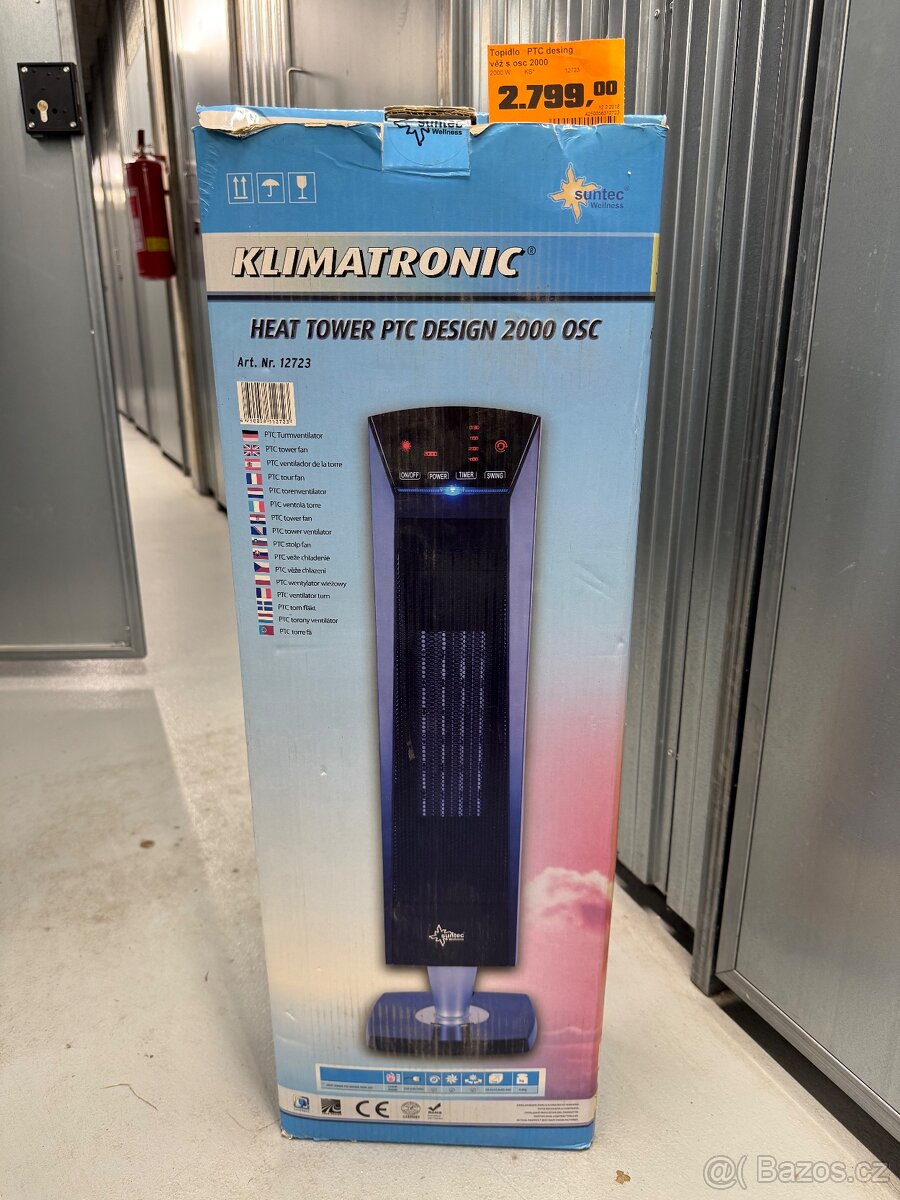 Topidlo PTC desing
věž s osc 2000
2000 W KS* 12723
2.799,00
suntec
Wellness
suntec
Wellness
KLIMATRONIC®
HEAT TOWER PTC DESIGN 2000 OSC
Art. Nr. 12723
PTC Turmventilator
PTC tower fan
PTC ventilador de la torre
PTC tour fan
PTC torenventilator
PTC ventola torre
PTC tower fan
PTC tower ventilator
PTC stolp fan
PTC veže chladenie
PTC věže chlazení
PTC wentylator wieżowy
PTC ventilator turn
PTC torn fläkt
PTC torony ventilátor
PTC torre fã
2000
ON/OFF POWER TIMER SWING
suntec
Wellness
CE
@( Bazos.cz